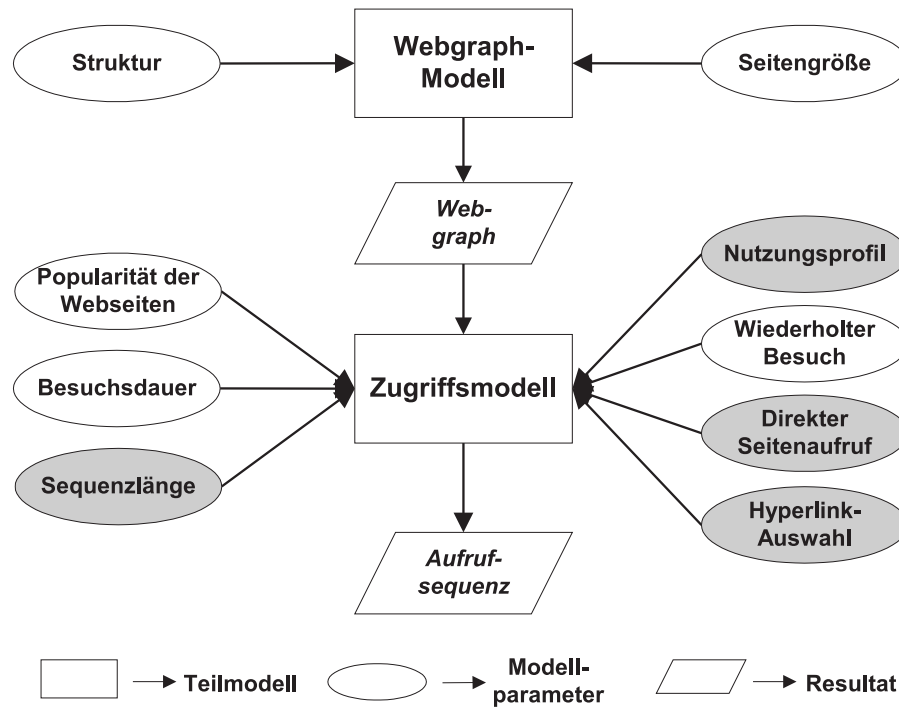 Struktur
Webgraph-
Modell
Seitengröße
Web-
graph
Popularität der
Webseiten
Besuchsdauer
Sequenzlänge
Zugriffsmodell
Nutzungsprofil
Wiederholter
Besuch
Direkter
Seitenaufruf
Hyperlink-
Auswahl
Aufruf-
sequenz
Teilmodell
Modell-
parameter
Resultat